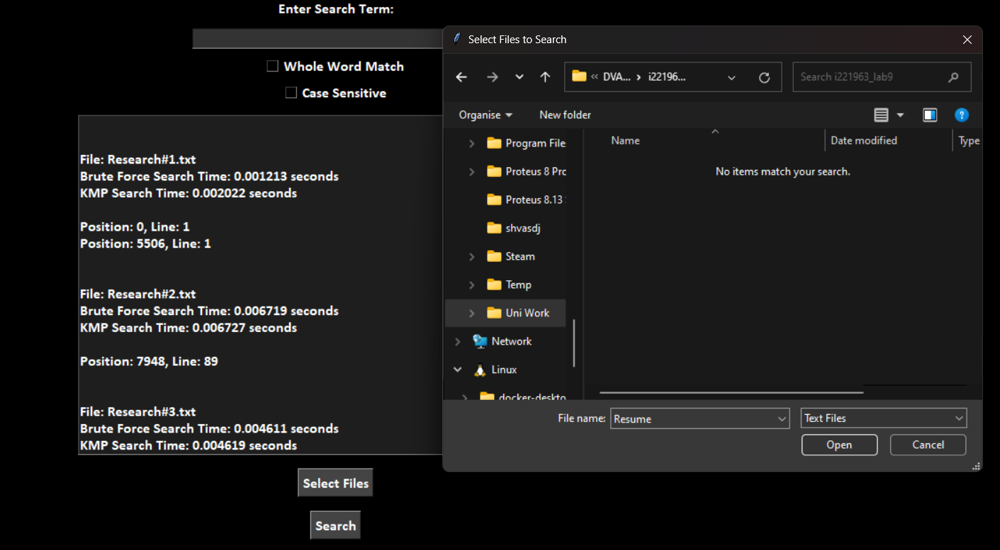 Enter Search Term:
Whole Word Match
Case Sensitive
File: Research#1.txt
Brute Force Search Time: 0.001213 seconds
KMP Search Time: 0.002022 seconds
Position: 0, Line: 1
Position: 5506, Line: 1
File: Research#2.txt
Brute Force Search Time: 0.006719 seconds
KMP Search Time: 0.006727 seconds
Position: 7948, Line: 89
File: Research#3.txt
Brute Force Search Time: 0.004611 seconds
KMP Search Time: 0.004619 seconds
Select Files
Search
Select Files to Search
« DVA... › i22196...
Search i221963_lab9
Organise
New folder
Program File
Proteus 8 Pro
Proteus 8.13
shvasdj
Steam
Temp
Uni Work
Network
Linux
docker-deskto
Name
Date modified
Type
No items match your search.
File name:
Resume
Text Files
Open
Cancel